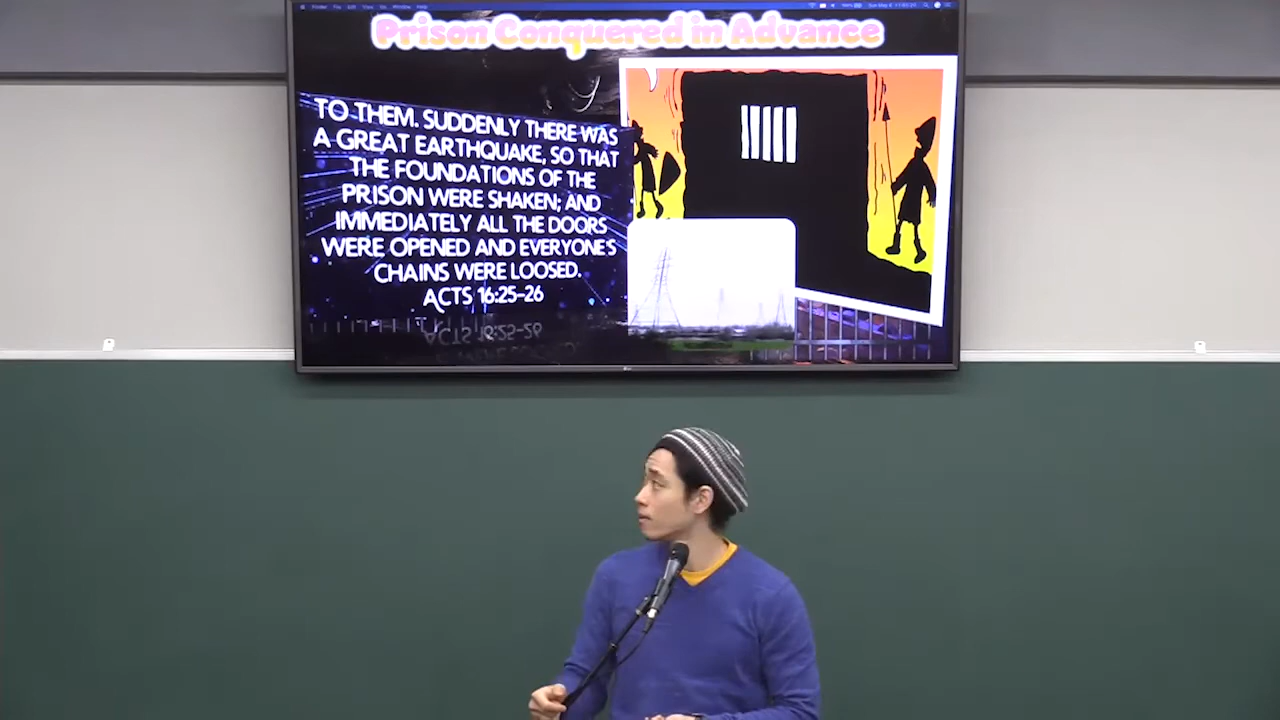 Prison Conquered in Advance
TO THEM. SUDDENLY THERE WAS
A GREAT EARTHQUAKE, SO THAT
THE FOUNDATIONS OF THE
PRISON WERE SHAKEN; AND
IMMEDIATELY ALL THE DOORS
WERE OPENED AND EVERYONE'S
CHAINS WERE LOOSED.
ACTS 16:25-26